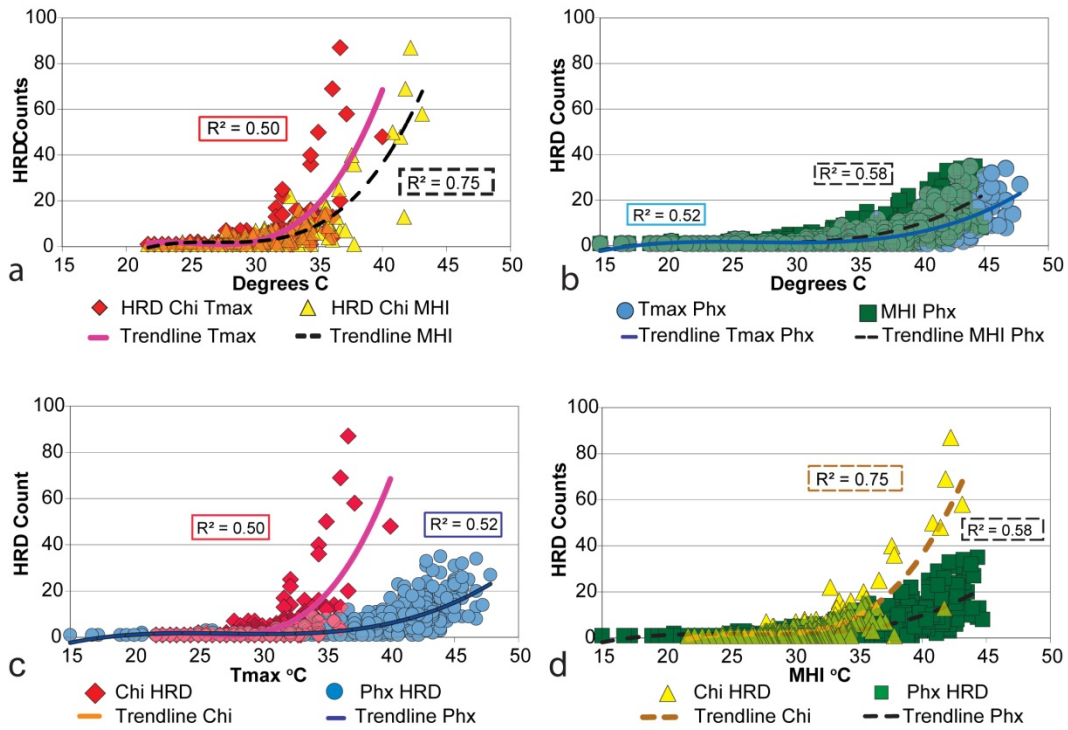 100
80
60
40
20
0
HRD Counts
R² = 0.50
R² = 0.75
15 20 25 30 35 40 45 50
Degrees C
a
HRD Chi Tmax HRD Chi MHI
Trendline Tmax Trendline MHI
100
80
60
40
20
0
HRD Counts
R² = 0.58
R² = 0.52
15 20 25 30 35 40 45 50
Degrees C
b
Tmax Phx MHI Phx
Trendline Tmax Phx Trendline MHI Phx
100
80
60
40
20
0
HRD Count
R² = 0.50
R² = 0.52
15 20 25 30 35 40 45 50
Tmax ºC
c
Chi HRD Phx HRD
Trendline Chi Trendline Phx
100
80
60
40
20
0
HRD Counts
R² = 0.75
R² = 0.58
15 20 25 30 35 40 45 50
MHI ºC
d
Chi HRD Phx HRD
Trendline Chi Trendline Phx